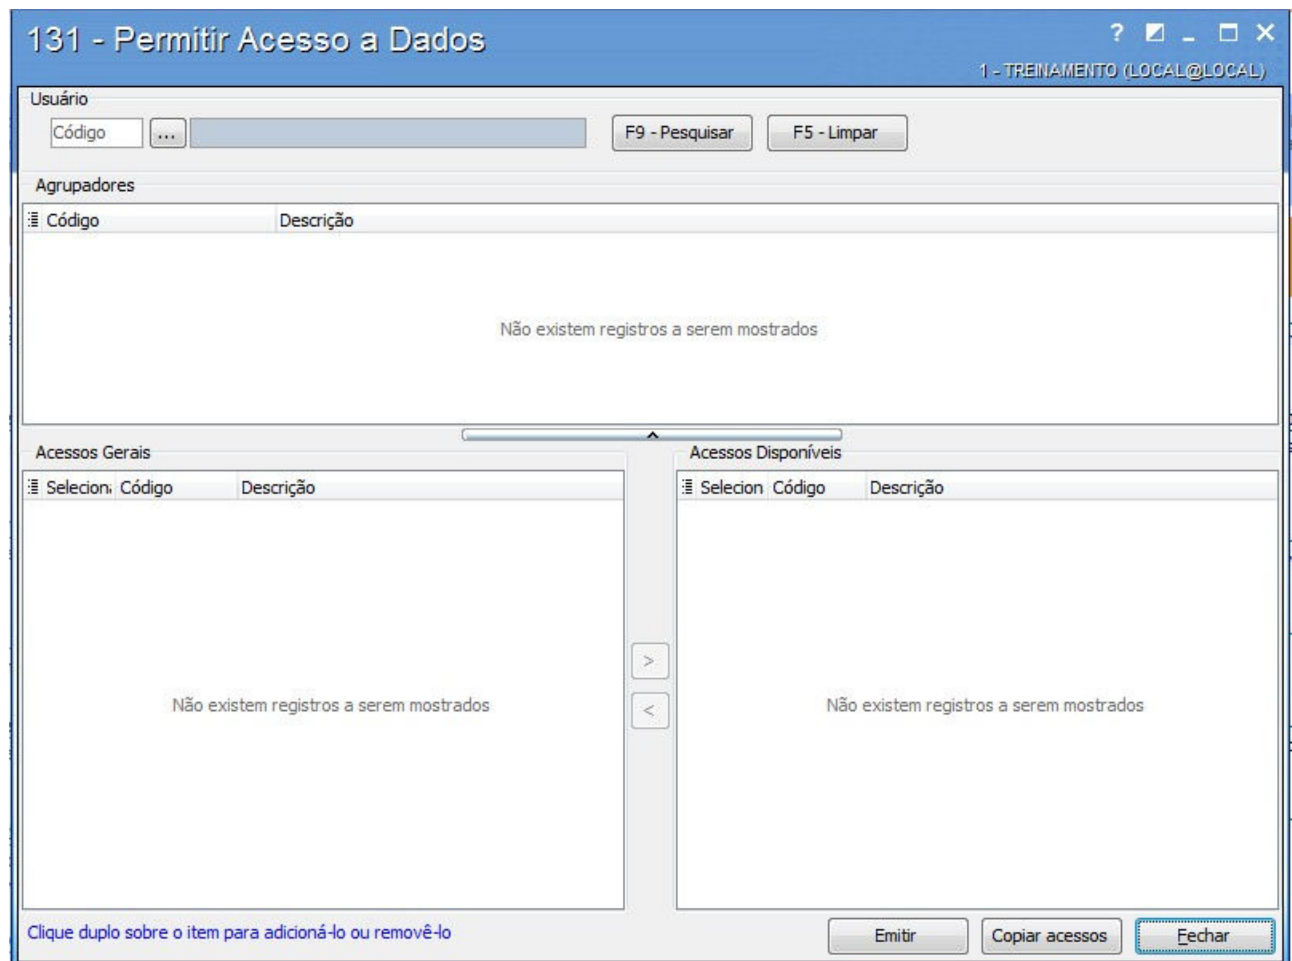 131 - Permitir Acesso a Dados
?
1 - TREINAMENTO (LOCAL@LOCAL)
Usuário
Código ... F9 - Pesquisar F5 - Limpar
Agrupadores
Código Descrição
Não existem registros a serem mostrados
Acessos Gerais Acessos Disponíveis
Selecion Código Descrição Selecion Código Descrição
>
Não existem registros a serem mostrados < Não existem registros a serem mostrados
Clique duplo sobre o item para adicioná-lo ou removê-lo Emitir Copiar acessos Fechar